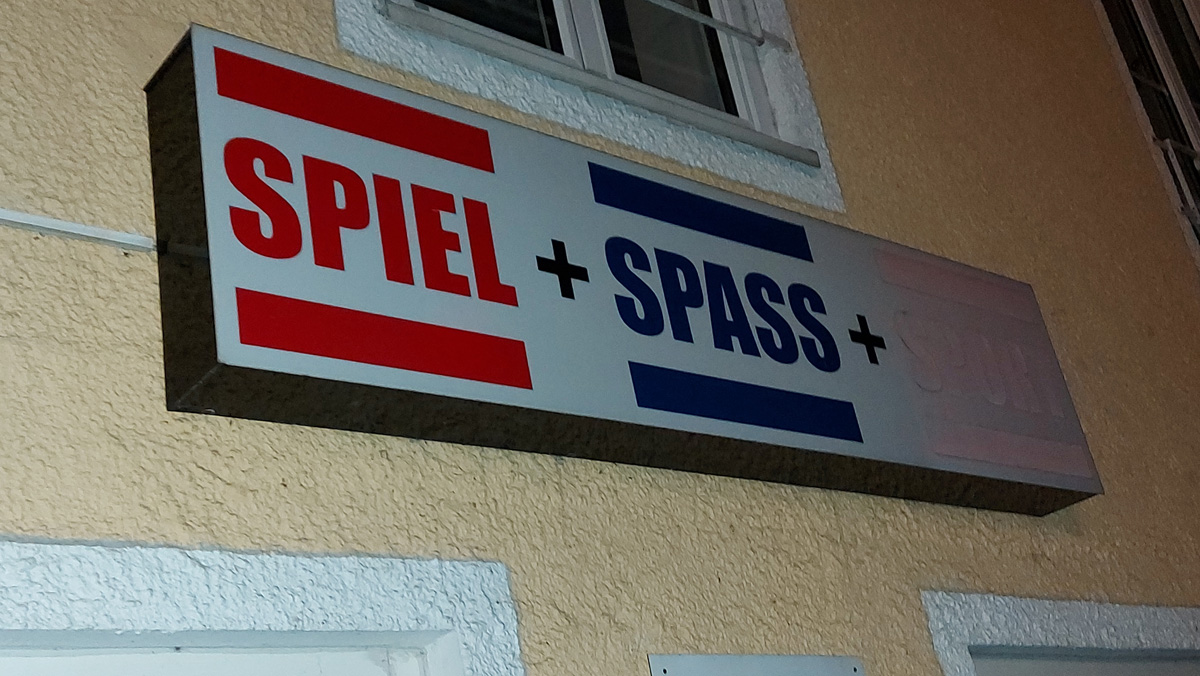 SPIEL + SPASS +